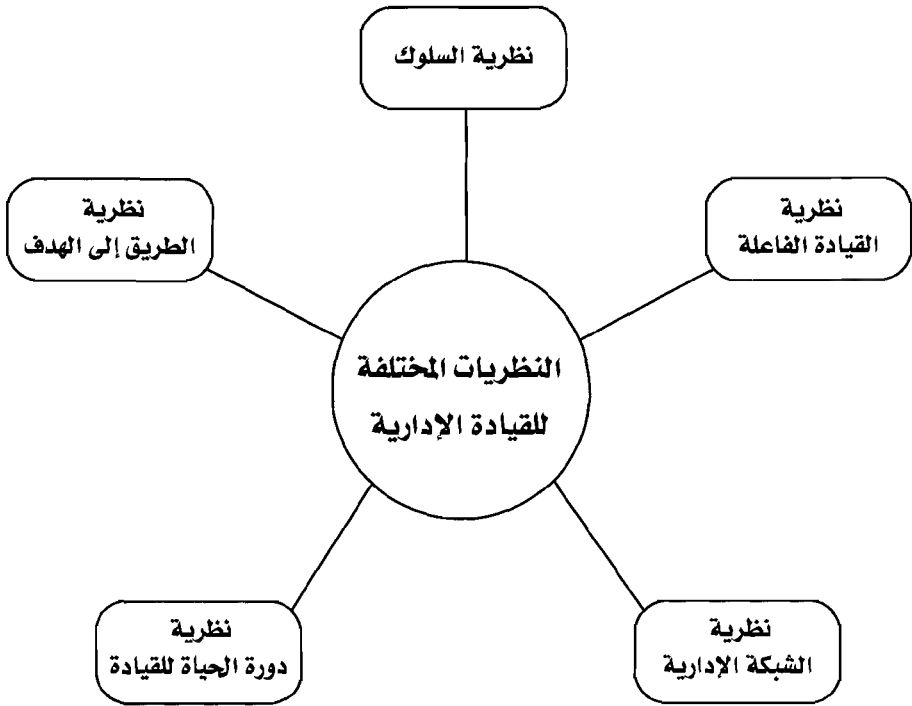 نظرية السلوك
نظرية
القيادة الفاعلة
نظرية
الطريق إلى الهدف
النظريات المختلفة
للقيادة الإدارية
نظرية
الشبكة الإدارية
نظرية
دورة الحياة للقيادة